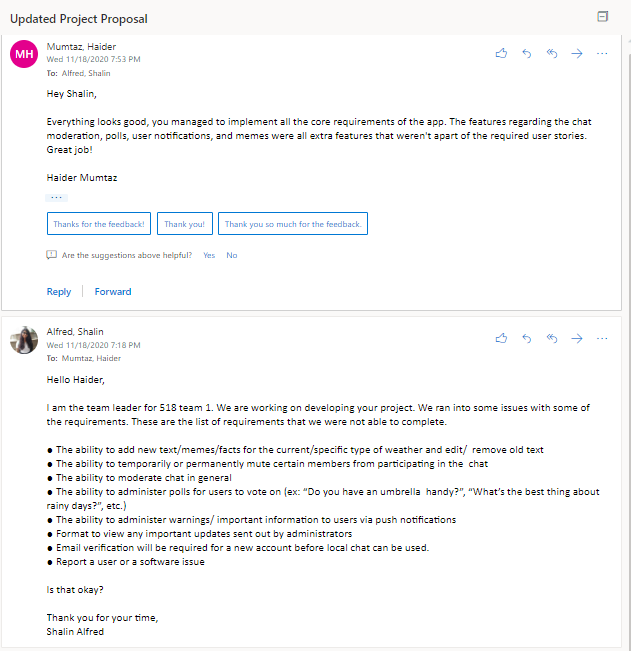 Updated Project Proposal
MH
Mumtaz, Haider
Wed 11/18/2020 7:53 PM
To: Alfred, Shalin
Hey Shalin,
Everything looks good, you managed to implement all the core requirements of the app. The features regarding the chat
moderation, polls, user notifications, and memes were all extra features that weren't apart of the required user stories.
Great job!
Haider Mumtaz
...
Thanks for the feedback!
Thank you!
Thank you so much for the feedback.
Are the suggestions above helpful? Yes No
Reply Forward
Alfred, Shalin
Wed 11/18/2020 7:18 PM
To: Mumtaz, Haider
Hello Haider,
I am the team leader for 518 team 1. We are working on developing your project. We ran into some issues with some of
the requirements. These are the list of requirements that we were not able to complete.
● The ability to add new text/memes/facts for the current/specific type of weather and edit/ remove old text
● The ability to temporarily or permanently mute certain members from participating in the chat
● The ability to moderate chat in general
● The ability to administer polls for users to vote on (ex: “Do you have an umbrella handy?”, “What’s the best thing about
rainy days?”, etc.)
● The ability to administer warnings/ important information to users via push notifications
● Format to view any important updates sent out by administrators
● Email verification will be required for a new account before local chat can be used.
● Report a user or a software issue
Is that okay?
Thank you for your time,
Shalin Alfred